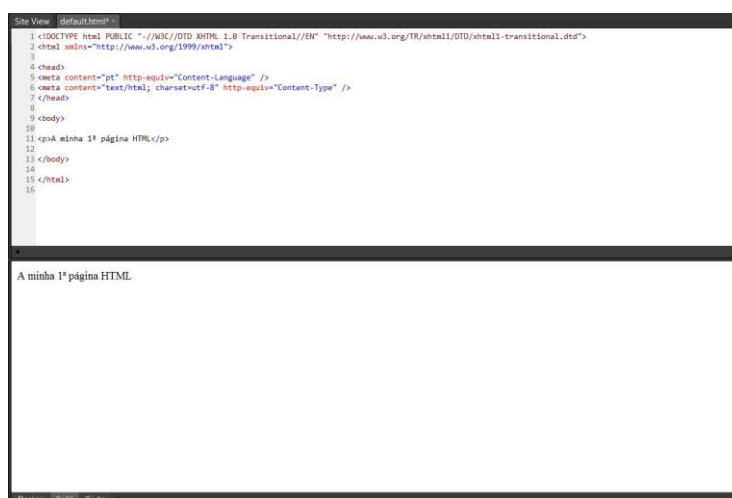 Site View default.html*
1 <!DOCTYPE html PUBLIC "-//W3C//DTD XHTML 1.0 Transitional//EN" "http://www.w3.org/TR/xhtml1/DTD/xhtml1-transitional.dtd">
2 <html xmlns="http://www.w3.org/1999/xhtml">
3
4 <head>
5 <meta content="pt" http-equiv="Content-Language" />
6 <meta content="text/html; charset=utf-8" http-equiv="Content-Type" />
7 </head>
8
9 <body>
10
11 <p>A minha 1ª página HTML</p>
12
13 </body>
14
15 </html>
16
A minha 1ª página HTML
Design Split Code